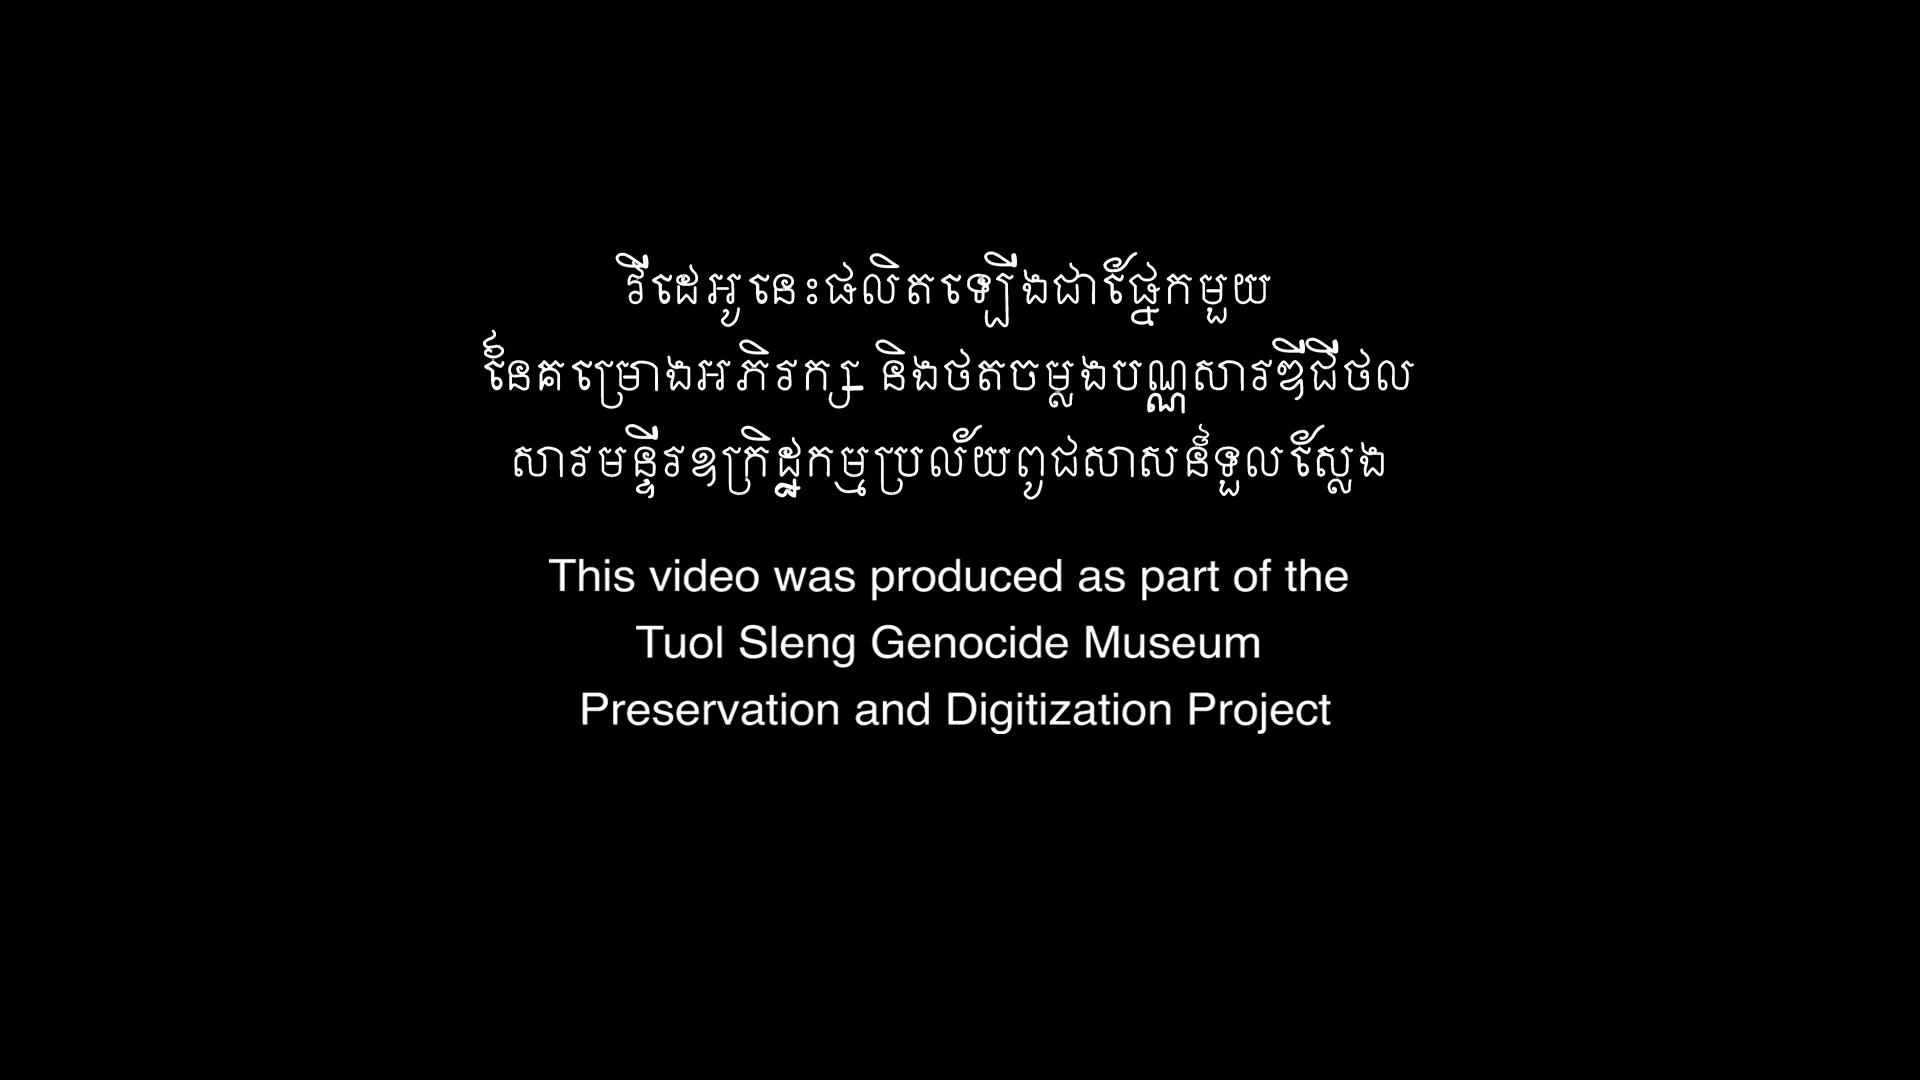 វីដេអូនេះផលិតឡើងជាផ្នែកមួយ
នៃគម្រោងអភិរក្ស និងថតចម្លងបណ្ណសារឌីជីថល
សារមន្ទីរឧក្រិដ្ឋកម្មប្រល័យពូជសាសន៍ទួលស្លែង
This video was produced as part of the
Tuol Sleng Genocide Museum
Preservation and Digitization Project